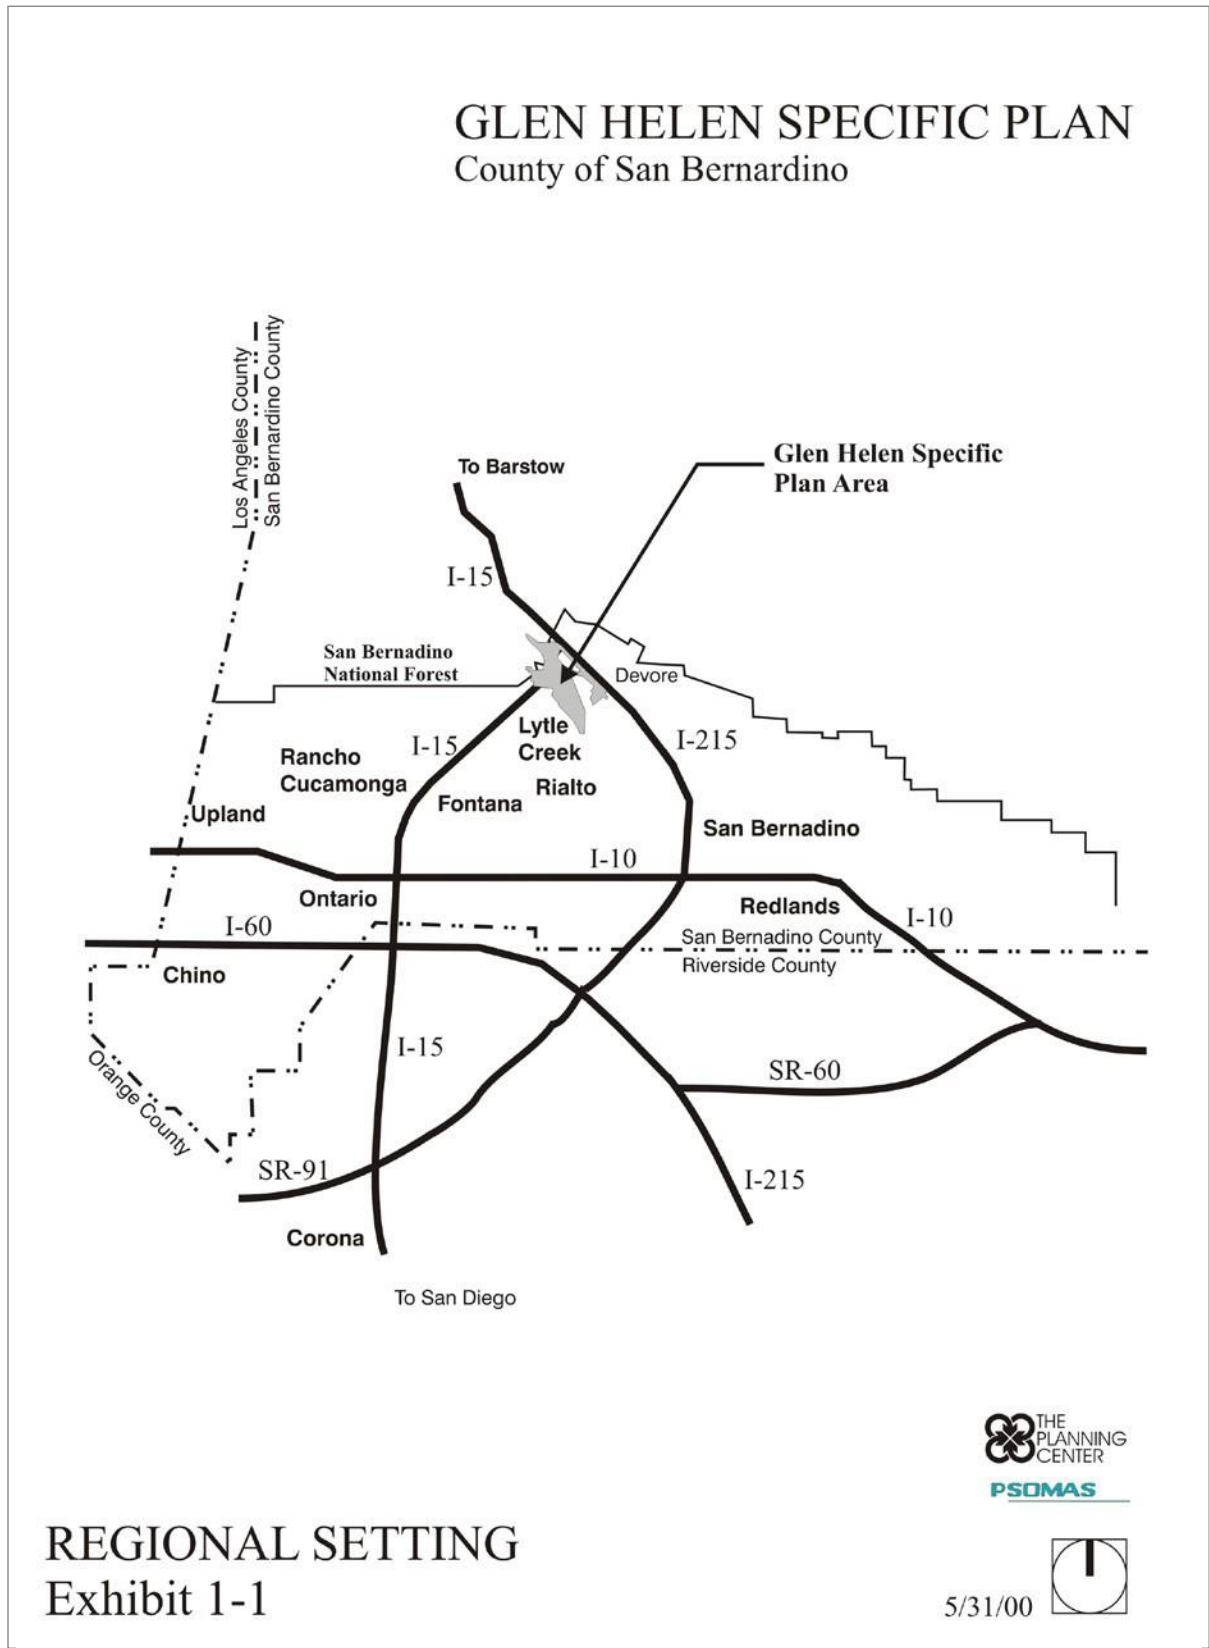 GLEN HELEN SPECIFIC PLAN
County of San Bernardino
Los Angeles County
San Bernardino County
To Barstow
Glen Helen Specific
Plan Area
I-15
San Bernadino
National Forest
Devore
Lytle
Creek
I-15
I-215
Rancho
Cucamonga
Rialto
Fontana
Upland
San Bernadino
I-10
Ontario
Redlands
I-10
I-60
San Bernadino County
Riverside County
Chino
I-15
Orange County
SR-60
SR-91
I-215
Corona
To San Diego
THE
PLANNING
CENTER
PSOMAS
REGIONAL SETTING
Exhibit 1-1
5/31/00